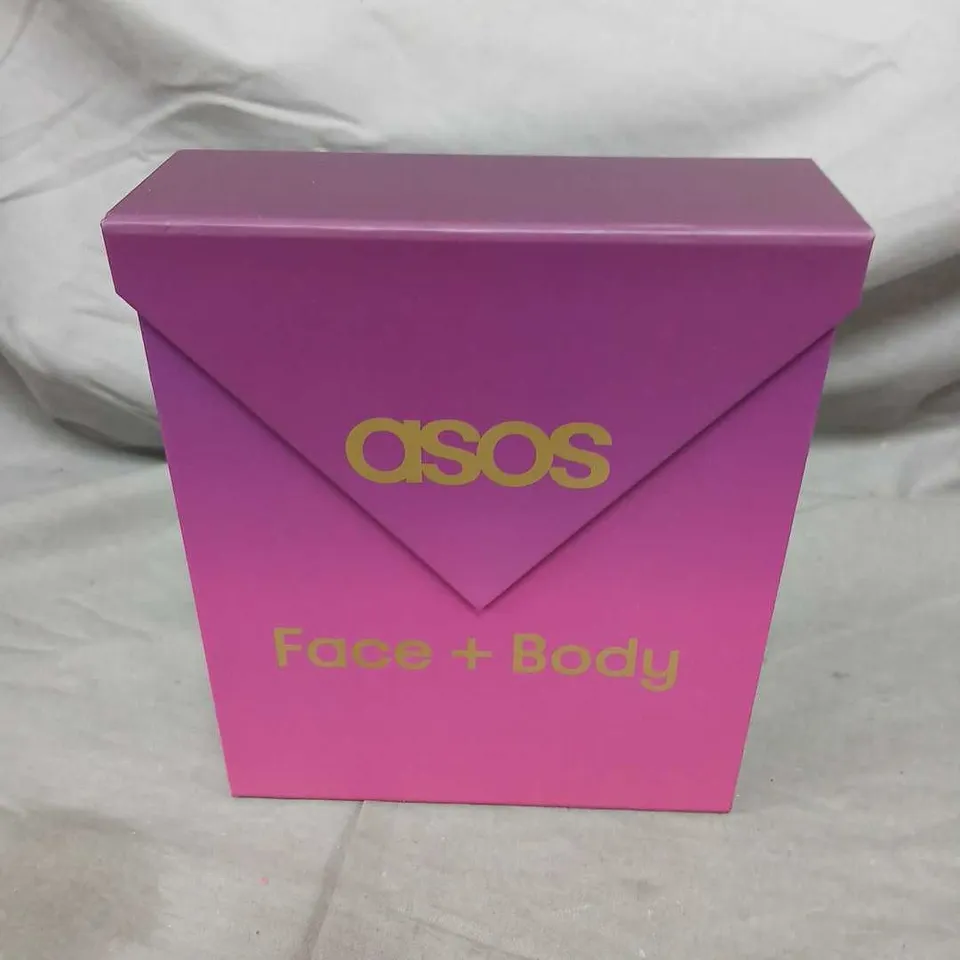 asos
Face + Body